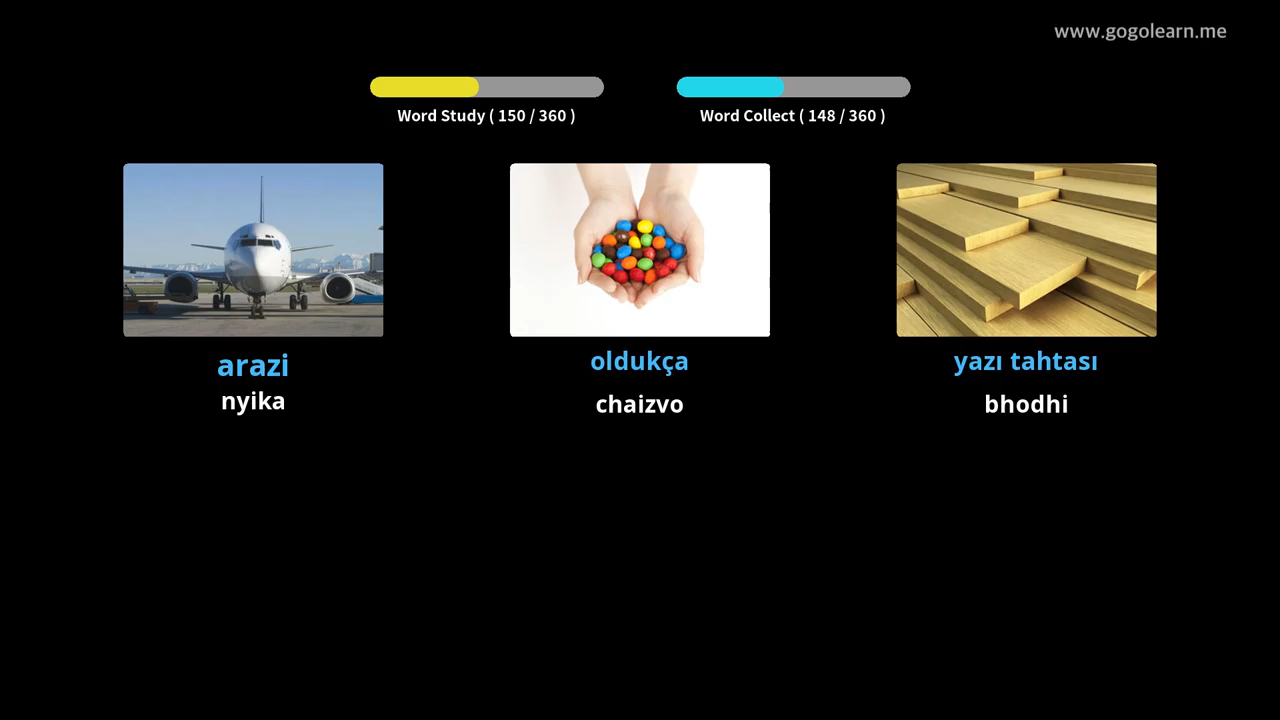 www.gogolearn.me
Word Study ( 150 / 360 )
Word Collect ( 148 / 360 )
arazi
nyika
oldukça
chaizvo
yazı tahtası
bhodhi